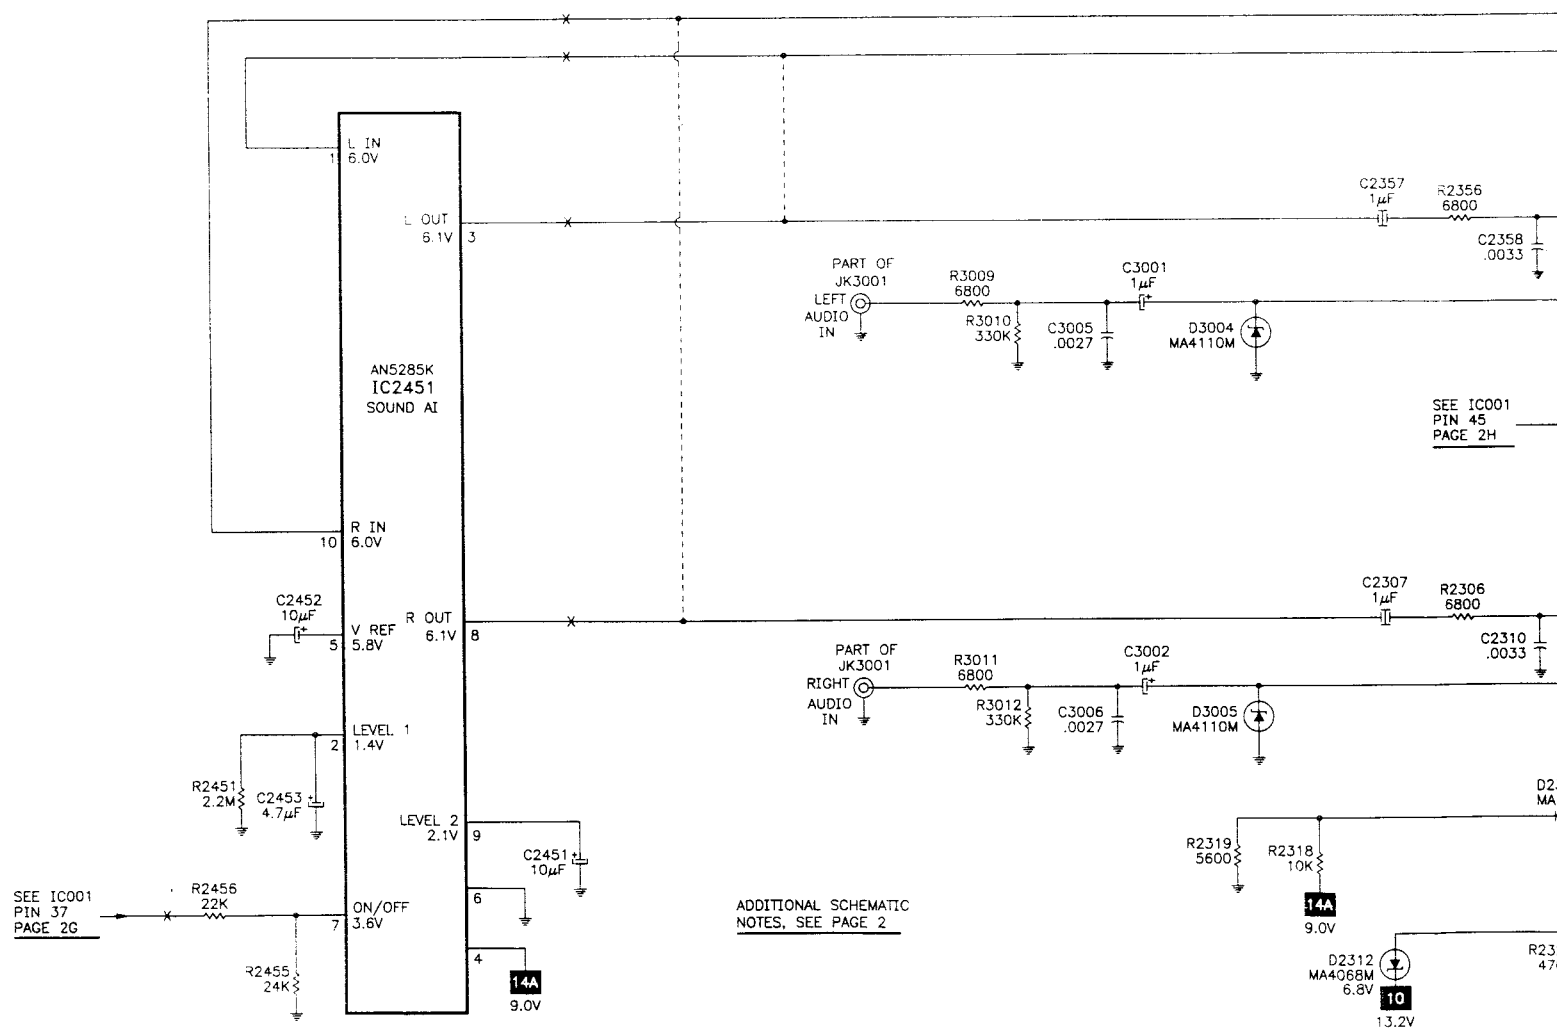 L IN
1
6.0V
L OUT
6.1V
3
AN5285K
IC2451
SOUND AI
R IN
10
6.0V
C2452
10µF
+
V REF
5
5.8V
R OUT
6.1V
8
LEVEL 1
2
1.4V
R2451
2.2M
C2453
4.7µF
+
LEVEL 2
2.1V
9
C2451
10µF
+
6
SEE IC001
PIN 37
PAGE 2G
R2456
22K
ON/OFF
7
3.6V
R2455
24K
4
14A
9.0V
C2357
1µF
R2356
6800
C2358
.0033
PART OF
JK3001
LEFT
AUDIO
IN
R3009
6800
R3010
330K
C3005
.0027
C3001
1µF
+
D3004
MA4110M
SEE IC001
PIN 45
PAGE 2H
C2307
1µF
R2306
6800
C2310
.0033
PART OF
JK3001
RIGHT
AUDIO
IN
R3011
6800
R3012
330K
C3006
.0027
C3002
1µF
+
D3005
MA4110M
R2319
5600
R2318
10K
14A
9.0V
ADDITIONAL SCHEMATIC
NOTES, SEE PAGE 2
D2312
MA4068M
6.8V
10
13.2V
MA